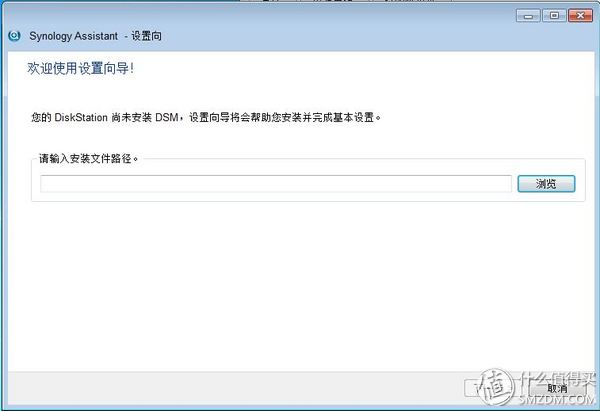 Synology Assistant - 设置向
欢迎使用设置向导!
您的 DiskStation 尚未安装 DSM，设置向导将会帮助您安装并完成基本设置。
请输入安装文件路径。
浏览
取消
值 什么值得买
SMZDM.COM